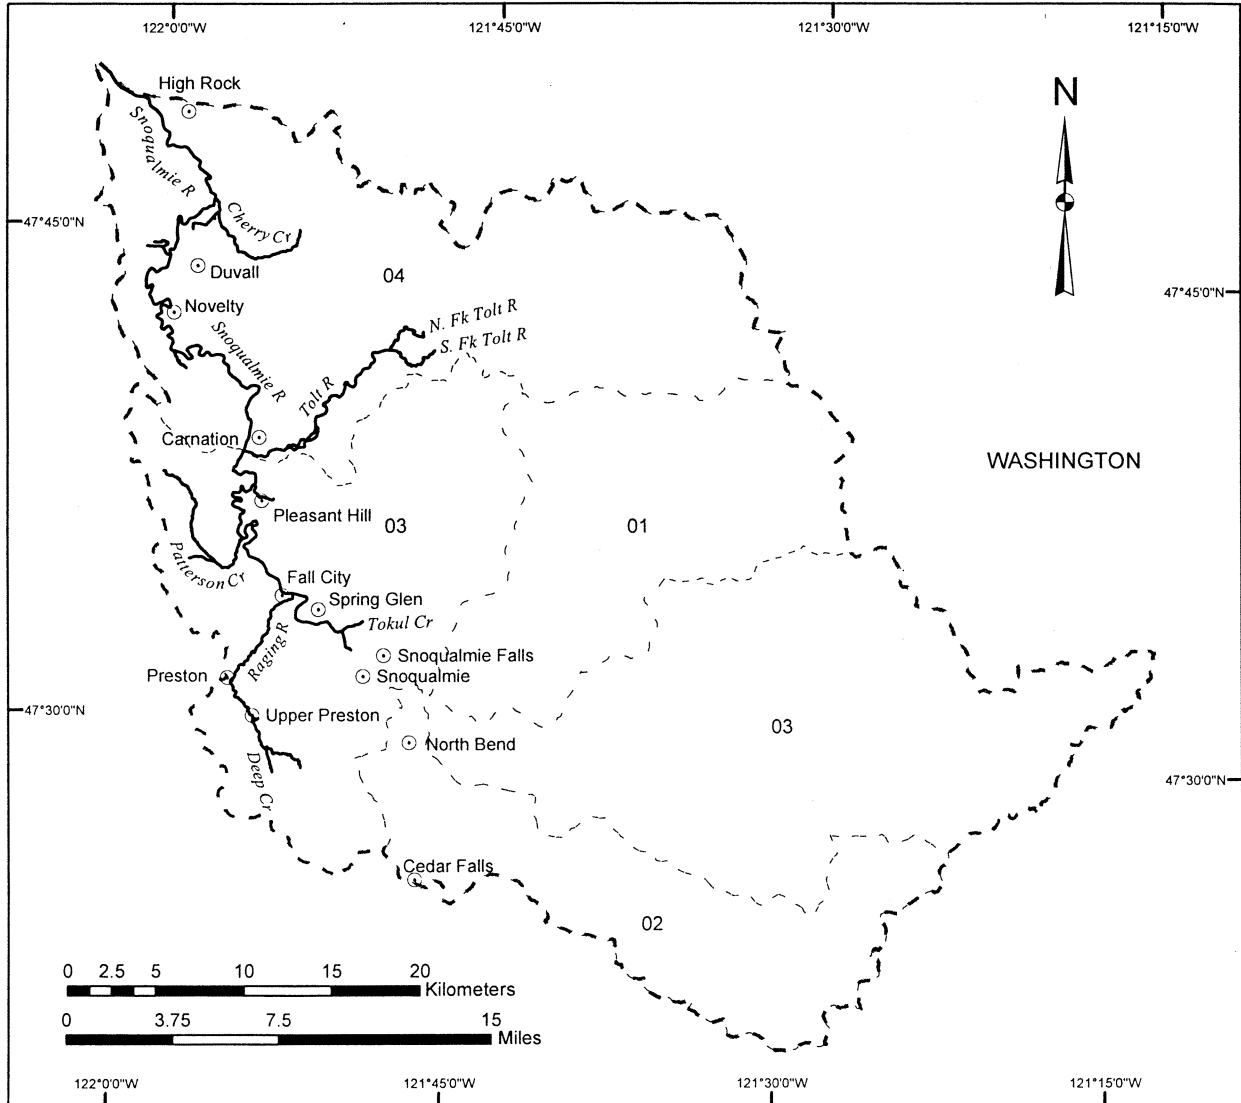 122°0'0"W
121°45'0"W
121°30'0"W
121°15'0"W
High Rock
N
Snoqualmie R
Cherry Cr
47°45'0"N
Duvall
04
47°45'0"N
Novelty
N. Fk Tolt R
S. Fk Tolt R
Snoqualmie R
Tolt R
Carnation
WASHINGTON
Pleasant Hill
03
01
Patterson Cr
Fall City
Spring Glen
Tokul Cr
Raging R
Snoqualmie Falls
Preston
Snoqualmie
47°30'0"N
Upper Preston
03
North Bend
Deep Cr
47°30'0"N
Cedar Falls
02
0 2.5 5 10 15 20
Kilometers
0 3.75 7.5 15
Miles
122°0'0"W
121°45'0"W
121°30'0"W
121°15'0"W